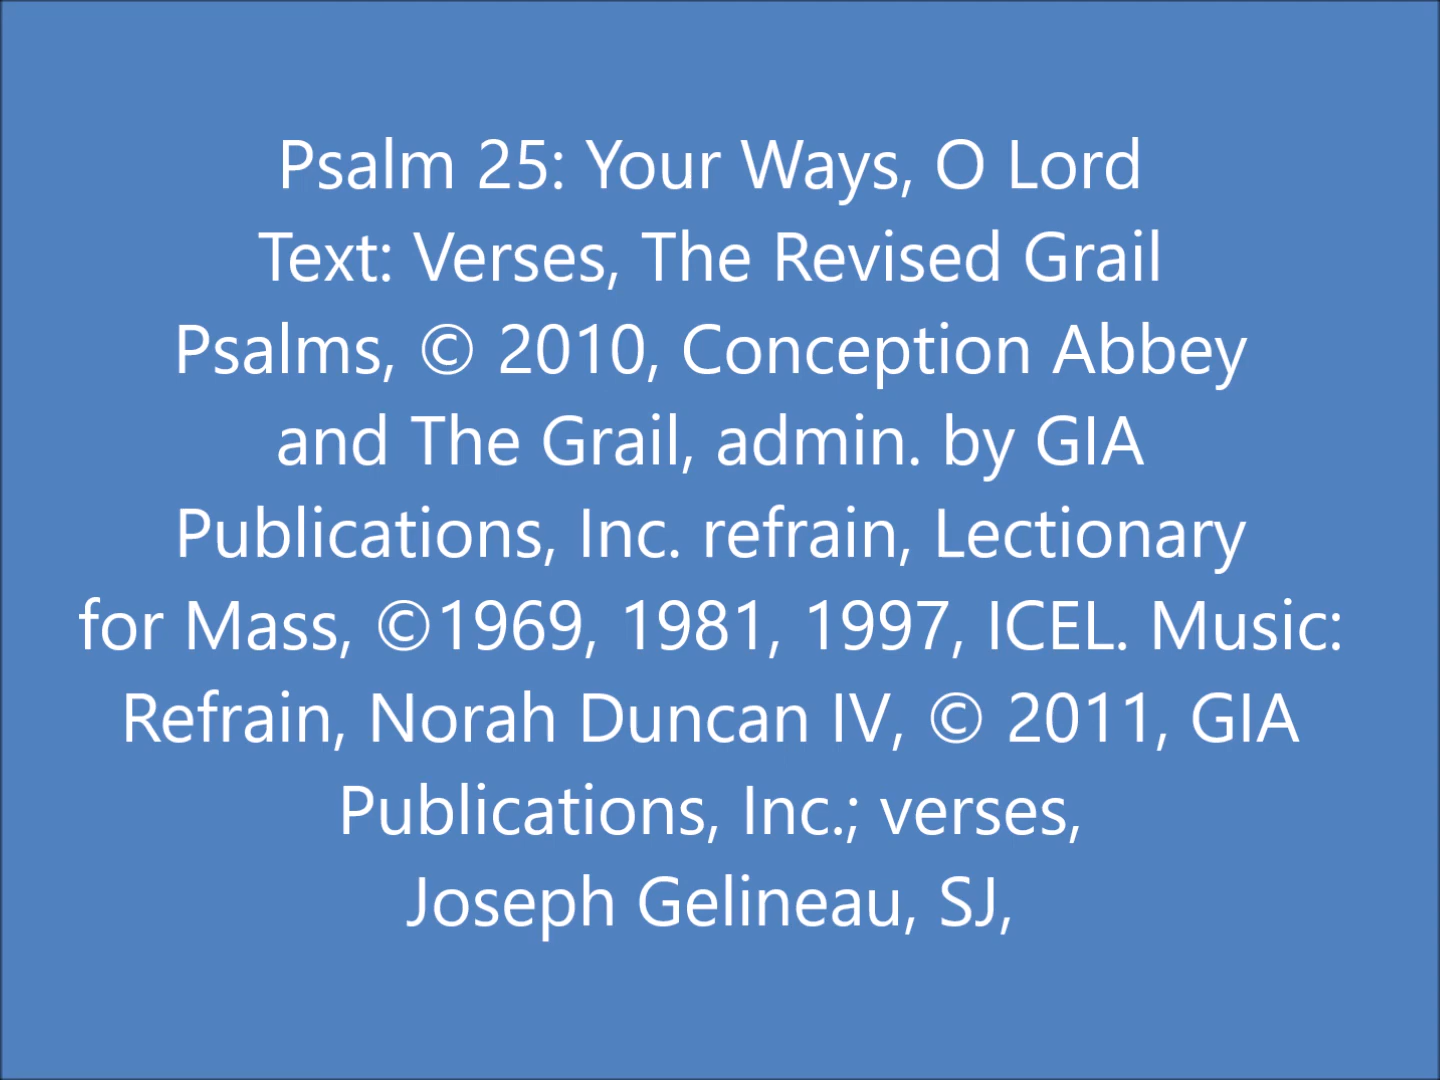 Psalm 25: Your Ways, O Lord
Text: Verses, The Revised Grail
Psalms, © 2010, Conception Abbey
and The Grail, admin. by GIA
Publications, Inc. refrain, Lectionary
for Mass, ©1969, 1981, 1997, ICEL. Music:
Refrain, Norah Duncan IV, © 2011, GIA
Publications, Inc.; verses,
Joseph Gelineau, SJ,